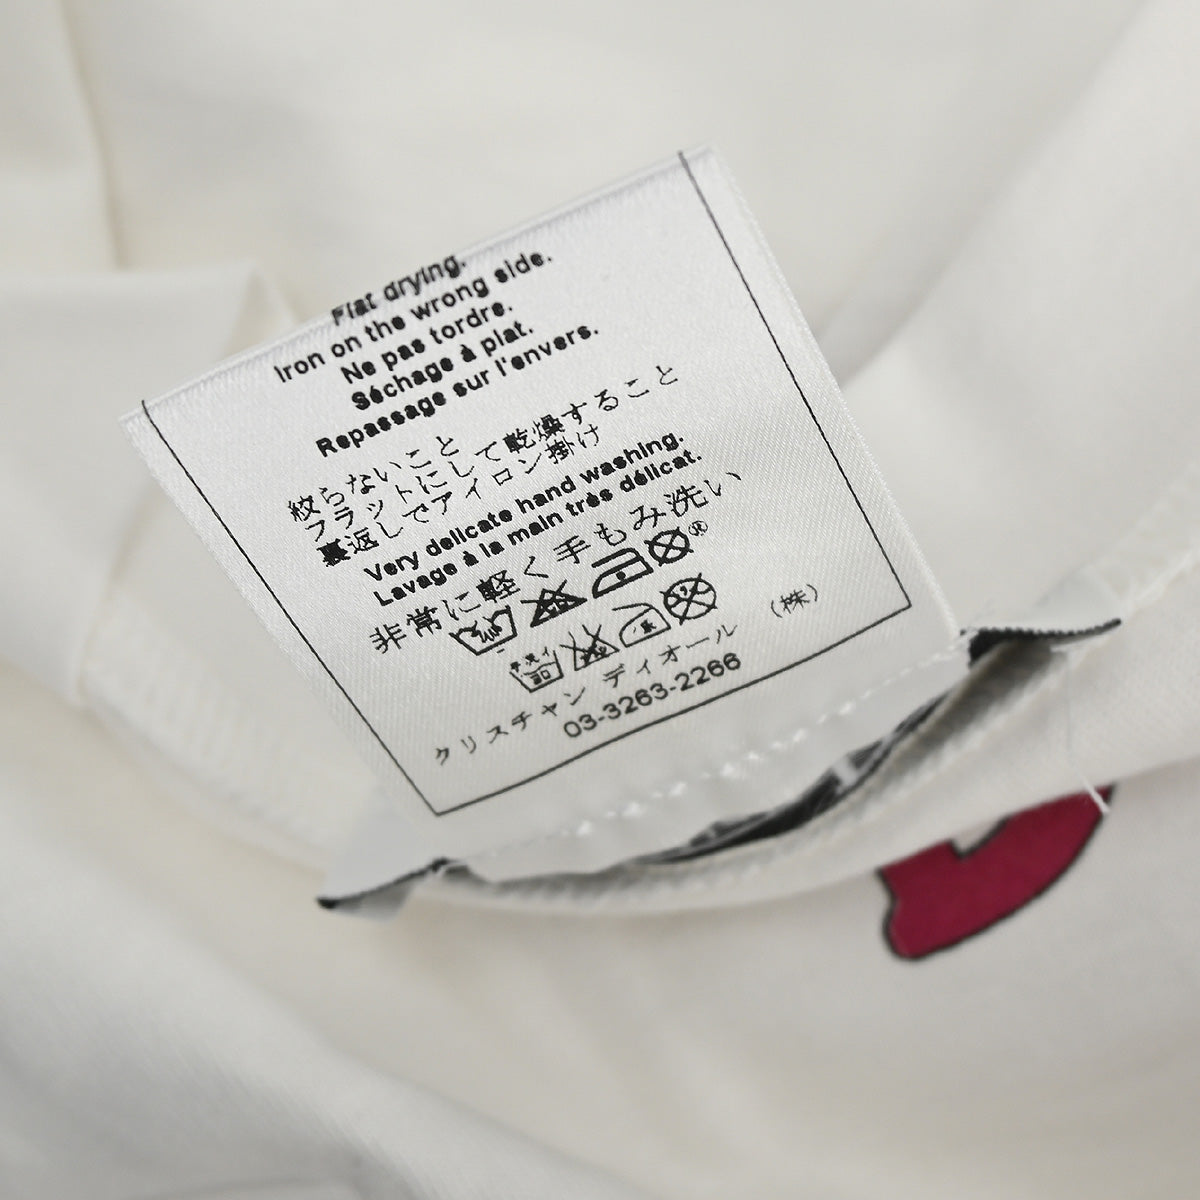 Flat drying.
Iron on the wrong side.
Ne pas tordre.
Séchage à plat.
Repassage sur l'envers.
絞らないこと
フラットにして乾燥すること
裏返しでアイロン掛け
Very delicate hand washing.
Lavage à la main trés délicat.
非常に軽く手もみ洗い
クリスチャン ディオール (株)
03-3263-2266